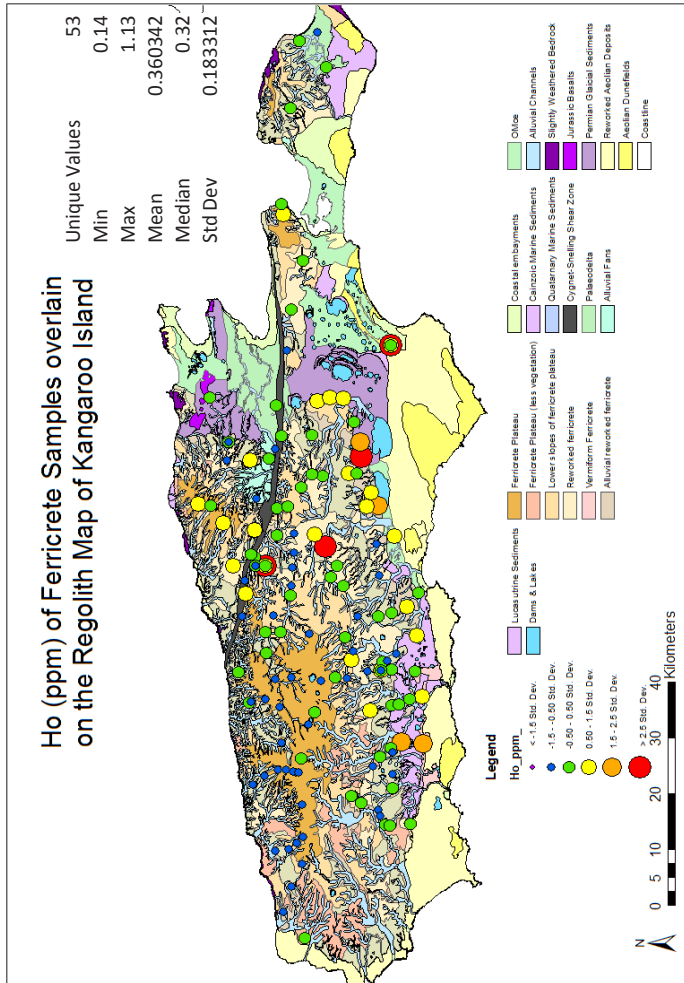 Ho (ppm) of Ferricrete Samples overlain
on the Regolith Map of Kangaroo Island
Unique Values 53
Min 0.14
Max 1.13
Mean 0.360342
Median 0.32
Std Dev 0.183312
Legend
Ho_ppm_
< -1.5 Std. Dev.
-1.5 - -0.50 Std. Dev.
-0.50 - 0.50 Std. Dev.
0.50 - 1.5 Std. Dev.
1.5 - 2.5 Std. Dev.
> 2.5 Std. Dev.
Lucasutrine Sediments
Dams & Lakes
Ferricrete Plateau
Ferricrete Plateau (less vegetation)
Lower slopes of ferricrete plateau
Reworked ferricrete
Vermiform Ferricrete
Alluvial reworked ferricrete
Coastal embayments
Cainzoic Marine Sediments
Quatarnary Marine Sediments
Cygnet-Snelling Shear Zone
Palaeodelta
Alluvial Fans
OMce
Alluvial Channels
Slightly Weathered Bedrock
Jurassic Basalts
Permian Glaicial Sediments
Reworked Aeolian Deposits
Aeolian Dunefields
Coastline
N
0 5 10 20 30 40
Kilometers